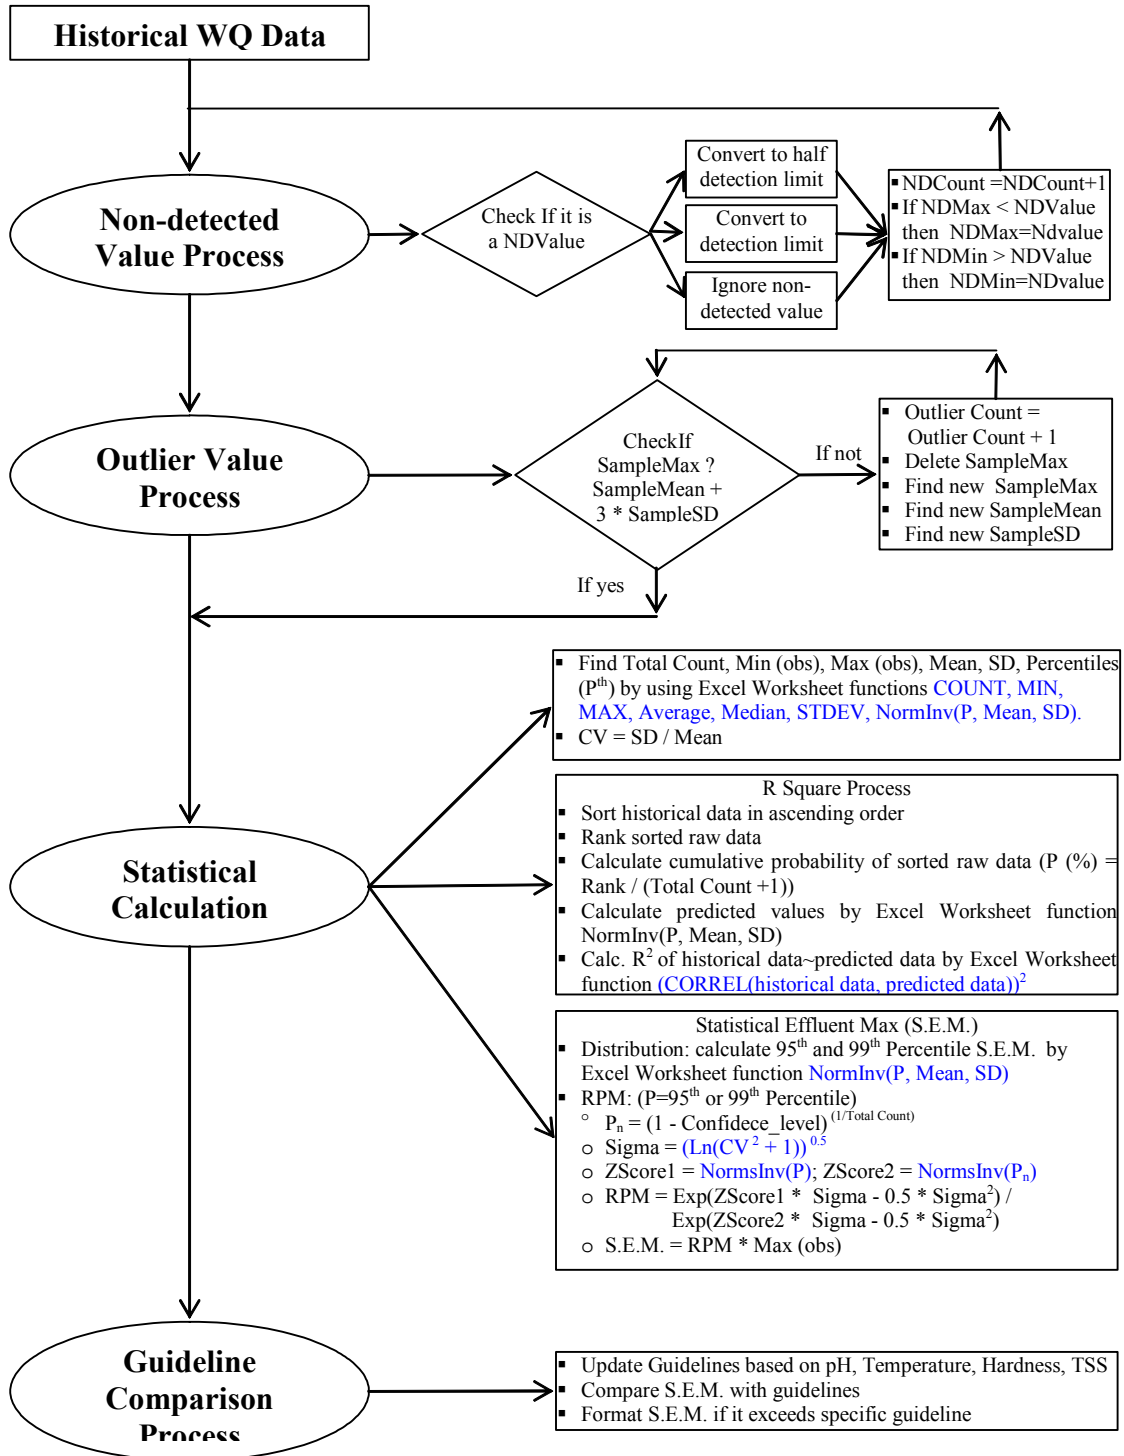 Historical WQ Data
Non-detected
Value Process
Check If it is
a NDValue
Convert to half
detection limit
Convert to
detection limit
Ignore non-
detected value
▪ NDCount =NDCount+1
▪ If NDMax < NDValue
then NDMax=Ndvalue
▪ If NDMin > NDValue
then NDMin=NDvalue
Outlier Value
Process
CheckIf
SampleMax ?
SampleMean +
3 * SampleSD
If not
▪ Outlier Count =
Outlier Count + 1
▪ Delete SampleMax
▪ Find new SampleMax
▪ Find new SampleMean
▪ Find new SampleSD
If yes
Statistical
Calculation
▪ Find Total Count, Min (obs), Max (obs), Mean, SD, Percentiles
(Pth) by using Excel Worksheet functions COUNT, MIN,
MAX, Average, Median, STDEV, NormInv(P, Mean, SD).
▪ CV = SD / Mean
R Square Process
▪ Sort historical data in ascending order
▪ Rank sorted raw data
▪ Calculate cumulative probability of sorted raw data (P (%) =
Rank / (Total Count +1))
▪ Calculate predicted values by Excel Worksheet function
NormInv(P, Mean, SD)
▪ Calc. R² of historical data~predicted data by Excel Worksheet
function (CORREL(historical data, predicted data))²
Statistical Effluent Max (S.E.M.)
▪ Distribution: calculate 95th and 99th Percentile S.E.M. by
Excel Worksheet function NormInv(P, Mean, SD)
▪ RPM: (P=95th or 99th Percentile)
o Pn = (1 - Confidece_level) (1/Total Count)
o Sigma = (Ln(CV ² + 1)) 0.5
o ZScore1 = NormsInv(P); ZScore2 = NormsInv(Pn)
o RPM = Exp(ZScore1 * Sigma - 0.5 * Sigma²) /
Exp(ZScore2 * Sigma - 0.5 * Sigma²)
o S.E.M. = RPM * Max (obs)
Guideline
Comparison
Process
▪ Update Guidelines based on pH, Temperature, Hardness, TSS
▪ Compare S.E.M. with guidelines
▪ Format S.E.M. if it exceeds specific guideline